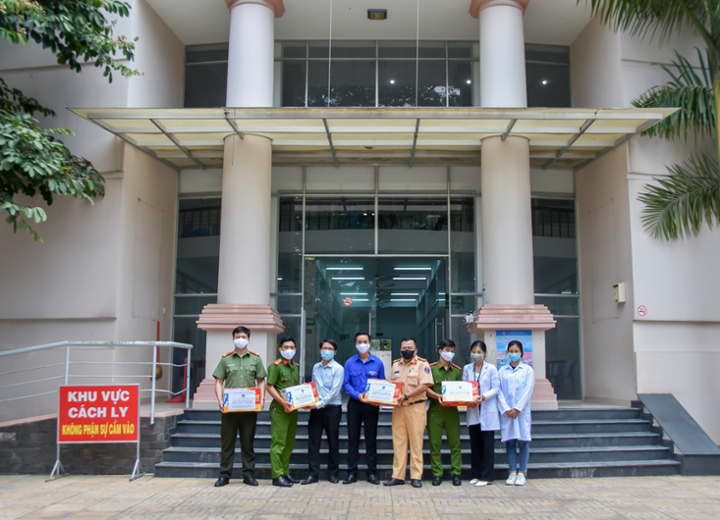 KHU VỰC
CÁCH LY
KHÔNG PHẬN SỰ CẤM VÀO